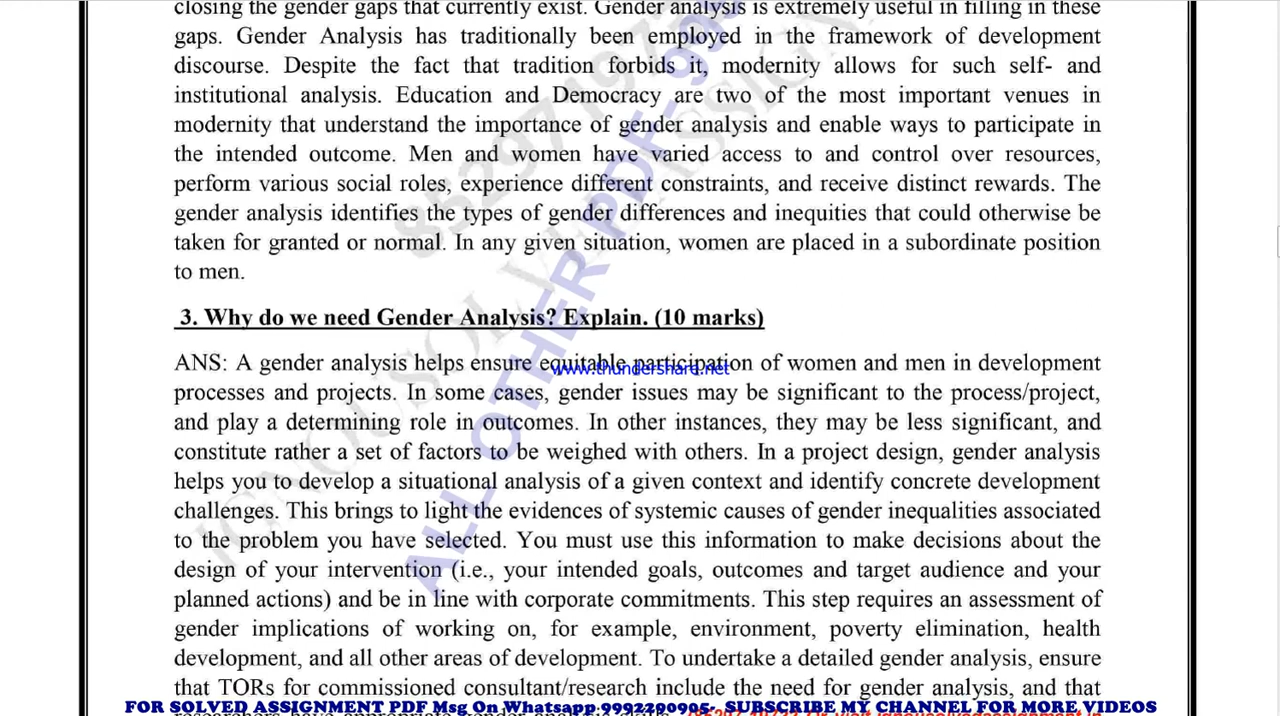 closing the gender gaps that currently exist. Gender analysis is extremely useful in filling in these
gaps. Gender Analysis has traditionally been employed in the framework of development
discourse. Despite the fact that tradition forbids it, modernity allows for such self- and
institutional analysis. Education and Democracy are two of the most important venues in
modernity that understand the importance of gender analysis and enable ways to participate in
the intended outcome. Men and women have varied access to and control over resources,
perform various social roles, experience different constraints, and receive distinct rewards. The
gender analysis identifies the types of gender differences and inequities that could otherwise be
taken for granted or normal. In any given situation, women are placed in a subordinate position
to men.
3. Why do we need Gender Analysis? Explain. (10 marks)
ANS: A gender analysis helps ensure equitable participation of women and men in development
www.thundershare.net
processes and projects. In some cases, gender issues may be significant to the process/project,
and play a determining role in outcomes. In other instances, they may be less significant, and
constitute rather a set of factors to be weighed with others. In a project design, gender analysis
helps you to develop a situational analysis of a given context and identify concrete development
challenges. This brings to light the evidences of systemic causes of gender inequalities associated
to the problem you have selected. You must use this information to make decisions about the
design of your intervention (i.e., your intended goals, outcomes and target audience and your
planned actions) and be in line with corporate commitments. This step requires an assessment of
gender implications of working on, for example, environment, poverty elimination, health
development, and all other areas of development. To undertake a detailed gender analysis, ensure
that TORs for commissioned consultant/research include the need for gender analysis, and that
FOR SOLVED ASSIGNMENT PDF Msg On Whatsapp 9992290905-  SUBSCRIBE MY CHANNEL FOR MORE VIDEOS
ALL OTHER PDF-